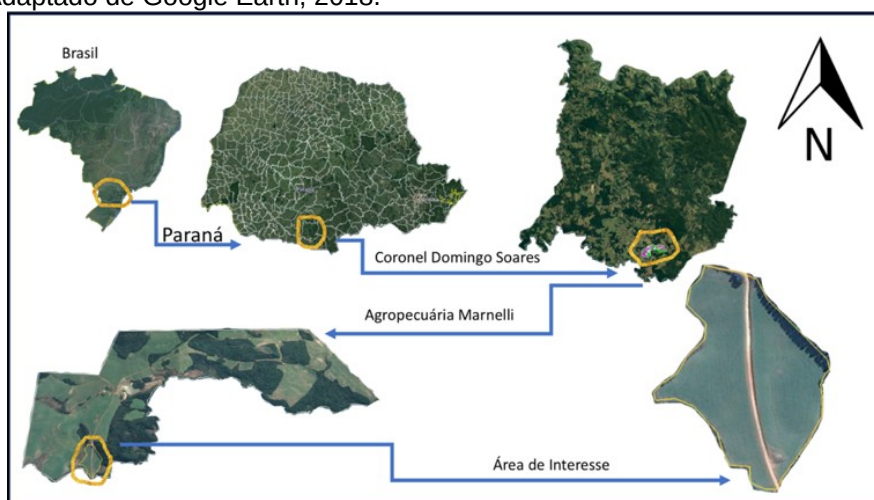 Adaptado de Google Earth, 2018.
Brasil
Paraná
N
Coronel Domingo Soares
Agropecuária Marnelli
Área de Interesse